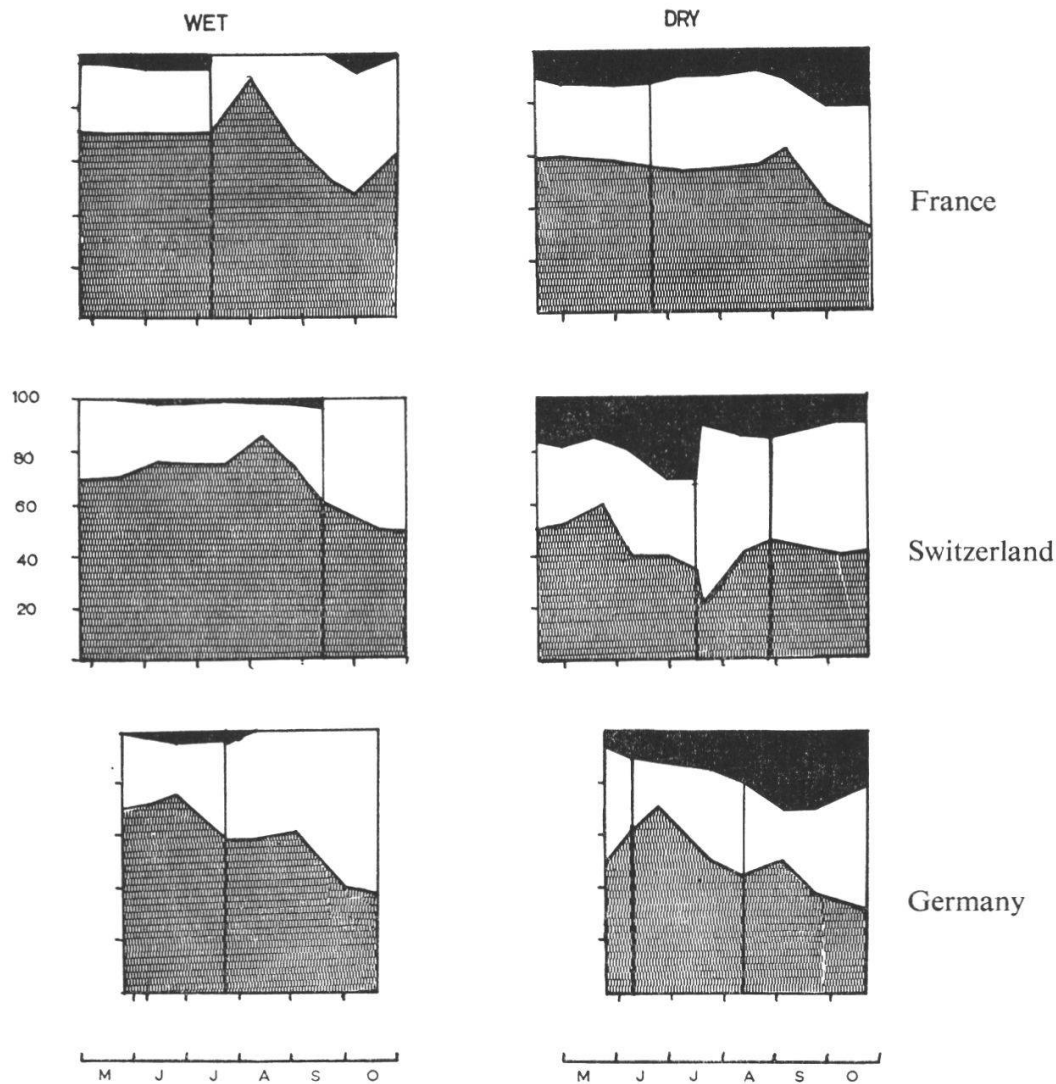 WET DRY
France
100
80
60
40
20
Switzerland
Germany
M J J A S O M J J A S O